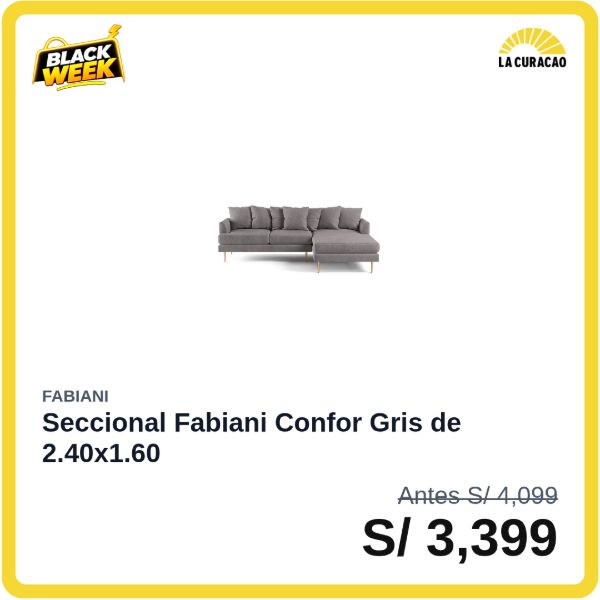 BLACK
WEEK
LA CURACAO
FABIANI
Seccional Fabiani Confor Gris de
2.40x1.60
Antes S/ 4,099
S/ 3,399